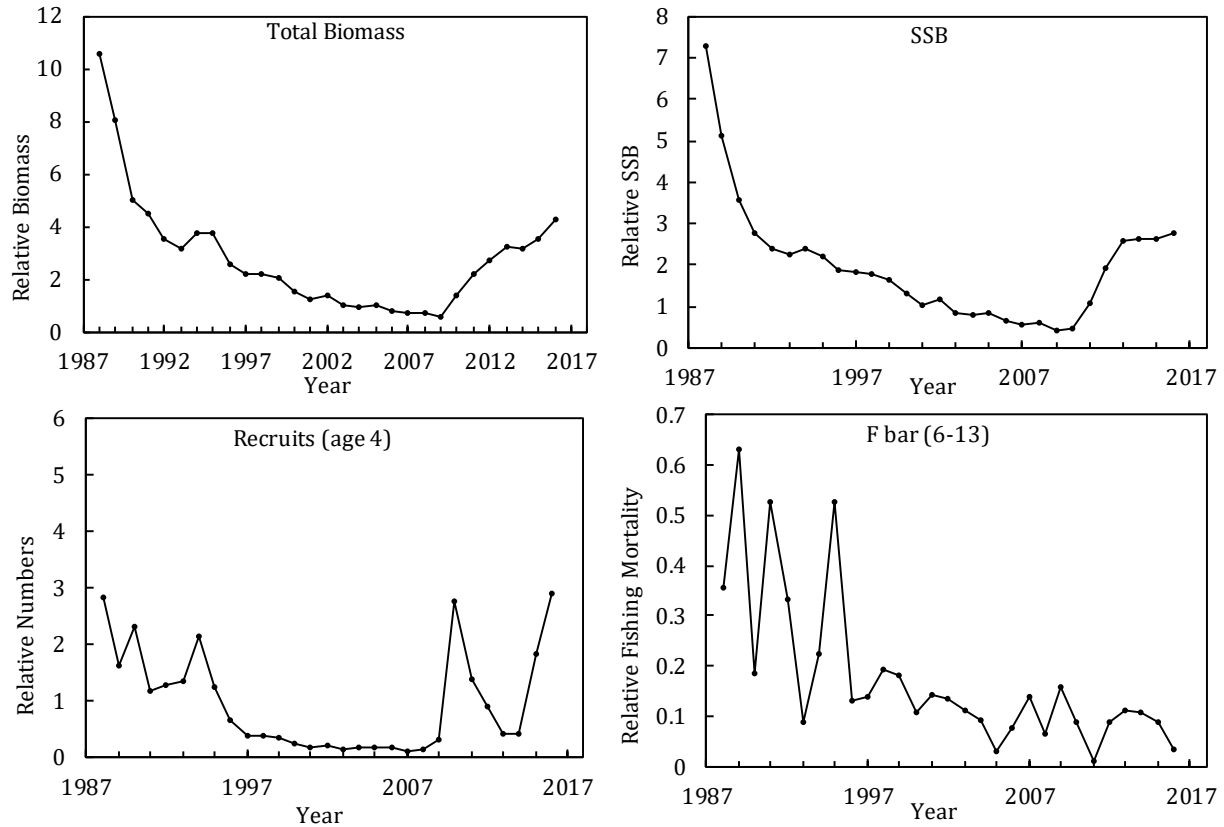 Total Biomass
Relative Biomass
12
10
8
6
4
2
0
1987 1992 1997 2002 2007 2012 2017
Year
SSB
Relative SSB
8
7
6
5
4
3
2
1
0
1987 1997 2007 2017
Year
Recruits (age 4)
Relative Numbers
6
5
4
3
2
1
0
1987 1997 2007 2017
Year
F bar (6-13)
Relative Fishing Mortality
0.7
0.6
0.5
0.4
0.3
0.2
0.1
0
1987 1997 2007 2017
Year